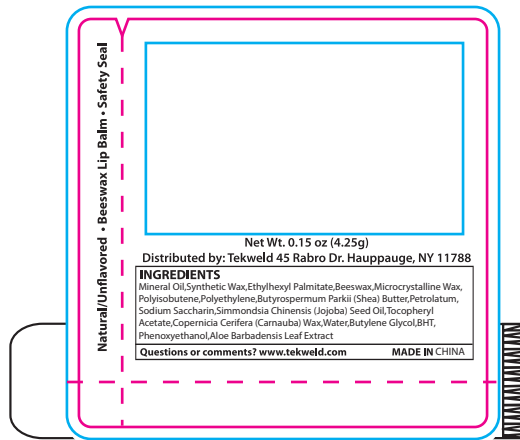 Natural/Unflavored • Beeswax Lip Balm • Safety Seal
Net Wt. 0.15 oz (4.25g)
Distributed by: Tekweld 45 Rabro Dr. Hauppauge, NY 11788
INGREDIENTS
Mineral Oil,Synthetic Wax,Ethylhexyl Palmitate,Beeswax,Microcrystalline Wax,
Polyisobutene,Polyethylene,Butyrospermum Parkii (Shea) Butter,Petrolatum,
Sodium Saccharin,Simmondsia Chinensis (Jojoba) Seed Oil,Tocopheryl
Acetate,Copernicia Cerifera (Carnauba) Wax,Water,Butylene Glycol,BHT,
Phenoxyethanol,Aloe Barbadensis Leaf Extract
Questions or comments? www.tekweld.com MADE IN CHINA